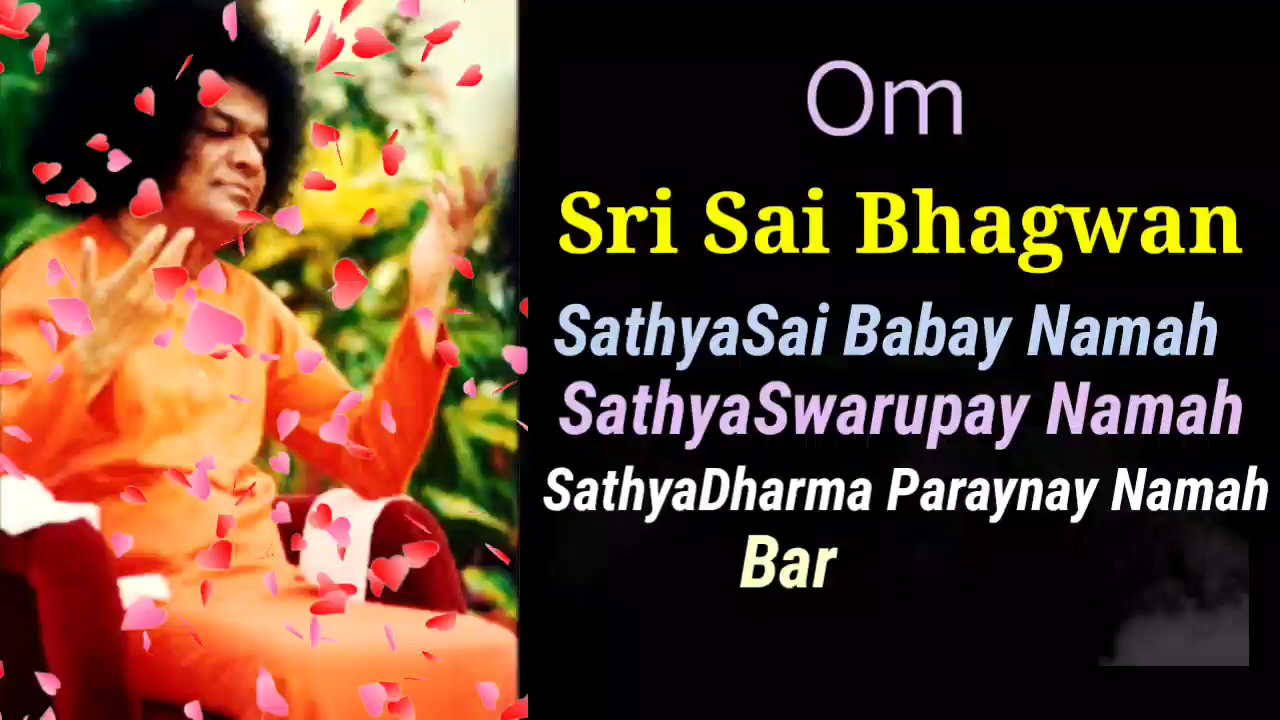 Om
Sri Sai Bhagwan
SathyaSai Babay Namah
SathyaSwarupay Namah
SathyaDharma Paraynay Namah
Bar